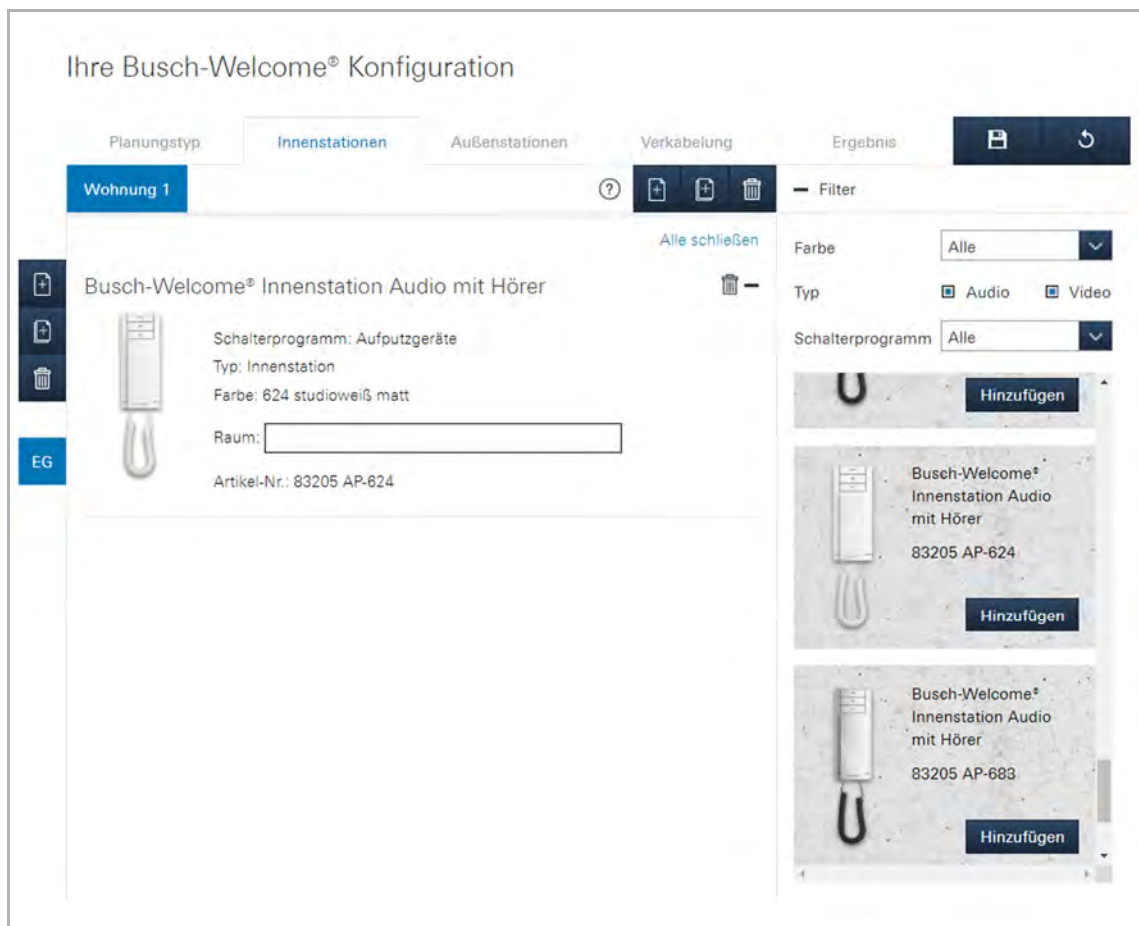 Ihre Busch-Welcome® Konfiguration
Planungstyp
Innenstationen
Außenstationen
Verkabelung
Ergebnis
Wohnung 1
Filter
Alle schließen
Farbe
Alle
Busch-Welcome® Innenstation Audio mit Hörer
Typ
Audio
Video
Schalterprogramm: Aufputzgeräte
Schalterprogramm
Alle
Typ: Innenstation
Farbe: 624 studioweiß matt
Raum:
EG
Artikel-Nr.: 83205 AP-624
Hinzufügen
Busch-Welcome®
Innenstation Audio
mit Hörer
83205 AP-624
Hinzufügen
Busch-Welcome®
Innenstation Audio
mit Hörer
83205 AP-683
Hinzufügen